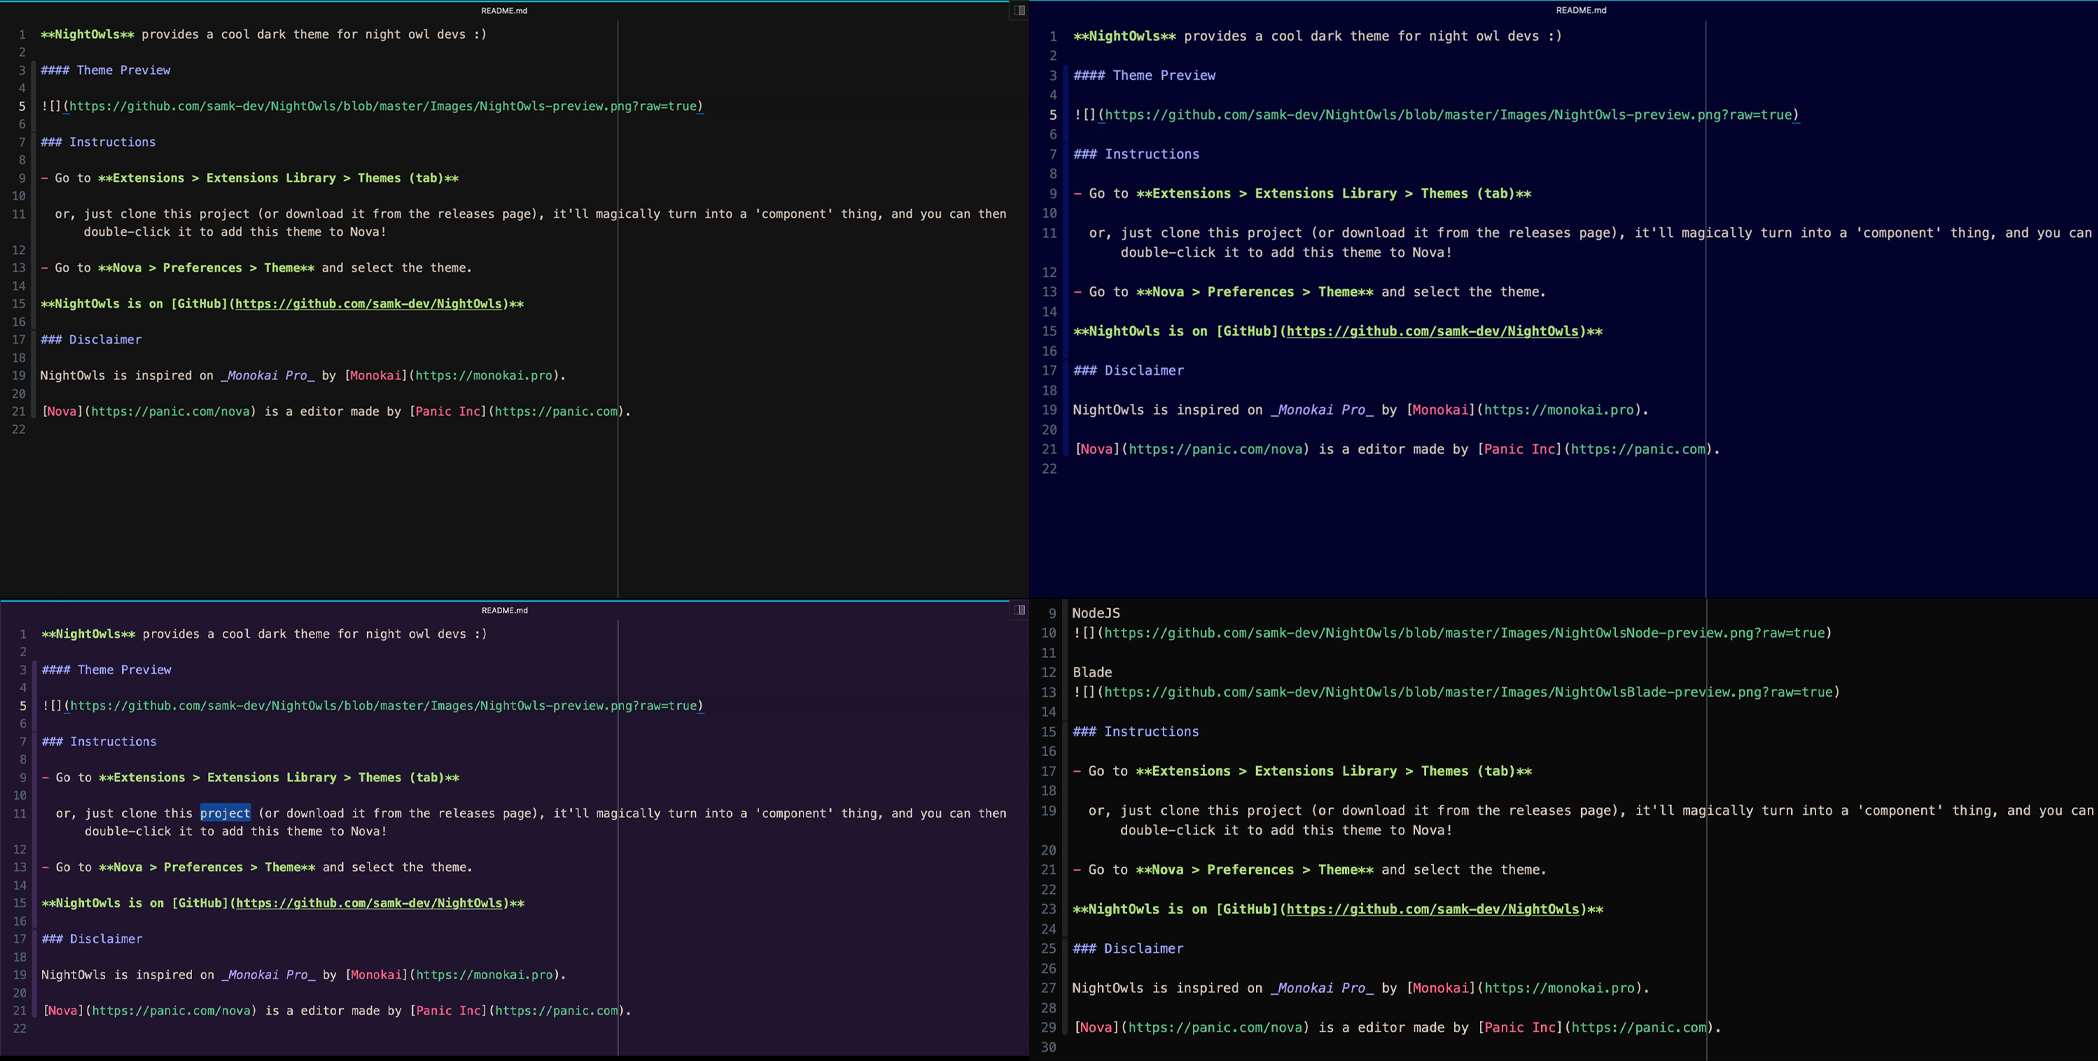 README.md
1 **NightOwls** provides a cool dark theme for night owl devs :)
2
3 #### Theme Preview
4
5 ![](https://github.com/samk-dev/NightOwls/blob/master/Images/NightOwls-preview.png?raw=true)
6
7 ### Instructions
8
9 - Go to **Extensions > Extensions Library > Themes (tab)**
10
11 or, just clone this project (or download it from the releases page), it'll magically turn into a 'component' thing, and you can then
double-click it to add this theme to Nova!
12
13 - Go to **Nova > Preferences > Theme** and select the theme.
14
15 **NightOwls is on [GitHub](https://github.com/samk-dev/NightOwls)**
16
17 ### Disclaimer
18
19 NightOwls is inspired on _Monokai Pro_ by [Monokai](https://monokai.pro).
20
21 [Nova](https://panic.com/nova) is a editor made by [Panic Inc](https://panic.com).
22
README.md
1 **NightOwls** provides a cool dark theme for night owl devs :)
2
3 #### Theme Preview
4
5 ![](https://github.com/samk-dev/NightOwls/blob/master/Images/NightOwls-preview.png?raw=true)
6
7 ### Instructions
8
9 - Go to **Extensions > Extensions Library > Themes (tab)**
10
11 or, just clone this project (or download it from the releases page), it'll magically turn into a 'component' thing, and you can
double-click it to add this theme to Nova!
12
13 - Go to **Nova > Preferences > Theme** and select the theme.
14
15 **NightOwls is on [GitHub](https://github.com/samk-dev/NightOwls)**
16
17 ### Disclaimer
18
19 NightOwls is inspired on _Monokai Pro_ by [Monokai](https://monokai.pro).
20
21 [Nova](https://panic.com/nova) is a editor made by [Panic Inc](https://panic.com).
22
README.md
1 **NightOwls** provides a cool dark theme for night owl devs :)
2
3 #### Theme Preview
4
5 ![](https://github.com/samk-dev/NightOwls/blob/master/Images/NightOwls-preview.png?raw=true)
6
7 ### Instructions
8
9 - Go to **Extensions > Extensions Library > Themes (tab)**
10
11 or, just clone this project (or download it from the releases page), it'll magically turn into a 'component' thing, and you can then
double-click it to add this theme to Nova!
12
13 - Go to **Nova > Preferences > Theme** and select the theme.
14
15 **NightOwls is on [GitHub](https://github.com/samk-dev/NightOwls)**
16
17 ### Disclaimer
18
19 NightOwls is inspired on _Monokai Pro_ by [Monokai](https://monokai.pro).
20
21 [Nova](https://panic.com/nova) is a editor made by [Panic Inc](https://panic.com).
22
9 NodeJS
10 ![](https://github.com/samk-dev/NightOwls/blob/master/Images/NightOwlsNode-preview.png?raw=true)
11
12 Blade
13 ![](https://github.com/samk-dev/NightOwls/blob/master/Images/NightOwlsBlade-preview.png?raw=true)
14
15 ### Instructions
16
17 - Go to **Extensions > Extensions Library > Themes (tab)**
18
19 or, just clone this project (or download it from the releases page), it'll magically turn into a 'component' thing, and you can
double-click it to add this theme to Nova!
20
21 - Go to **Nova > Preferences > Theme** and select the theme.
22
23 **NightOwls is on [GitHub](https://github.com/samk-dev/NightOwls)**
24
25 ### Disclaimer
26
27 NightOwls is inspired on _Monokai Pro_ by [Monokai](https://monokai.pro).
28
29 [Nova](https://panic.com/nova) is a editor made by [Panic Inc](https://panic.com).
30